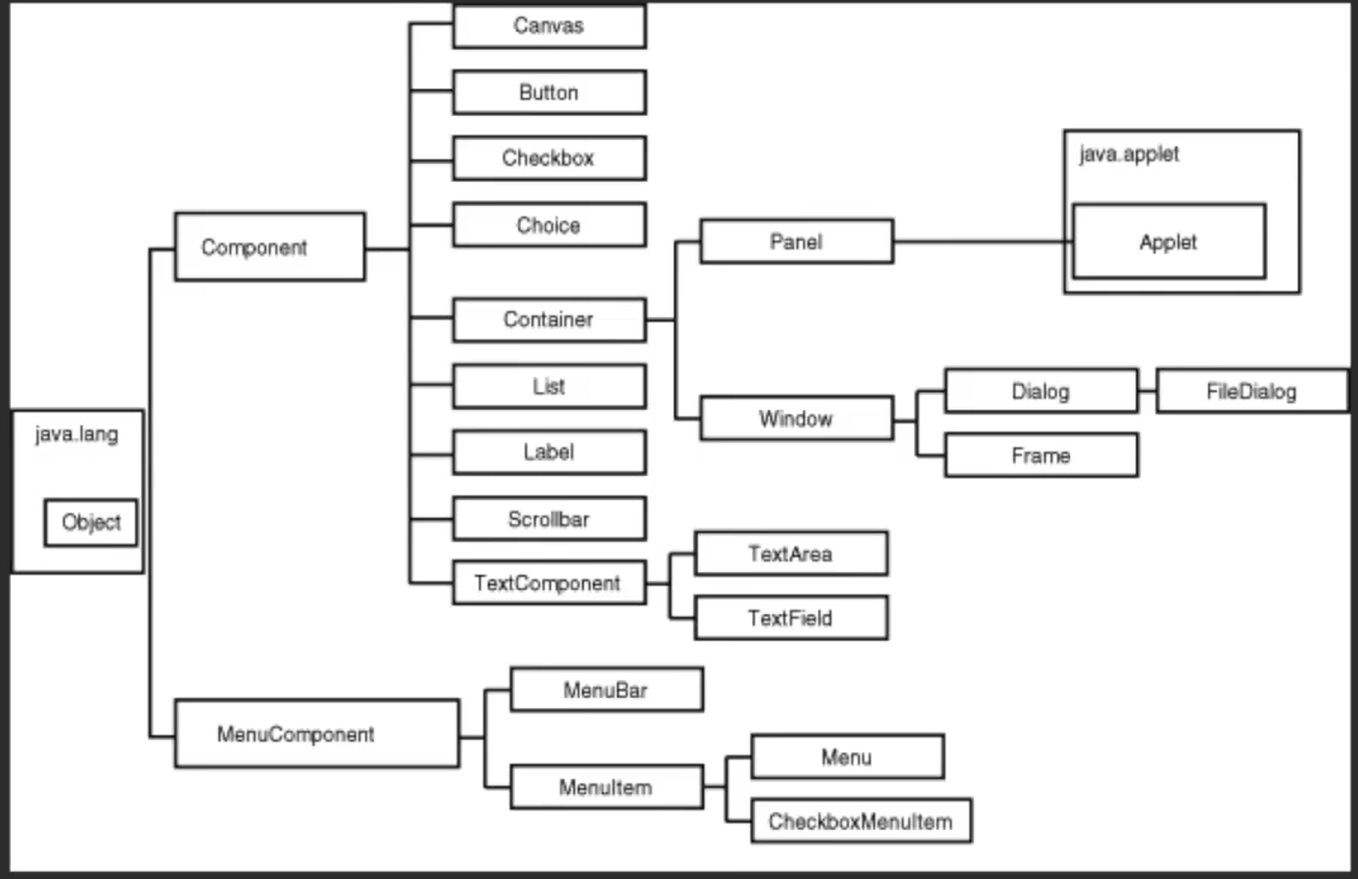 Canvas
Button
Checkbox
Choice
Component
Container
List
Label
Scrollbar
TextComponent
Panel
java.applet
Applet
Window
Dialog
FileDialog
Frame
TextArea
TextField
java.lang
Object
MenuComponent
MenuBar
MenuItem
Menu
CheckboxMenuItem